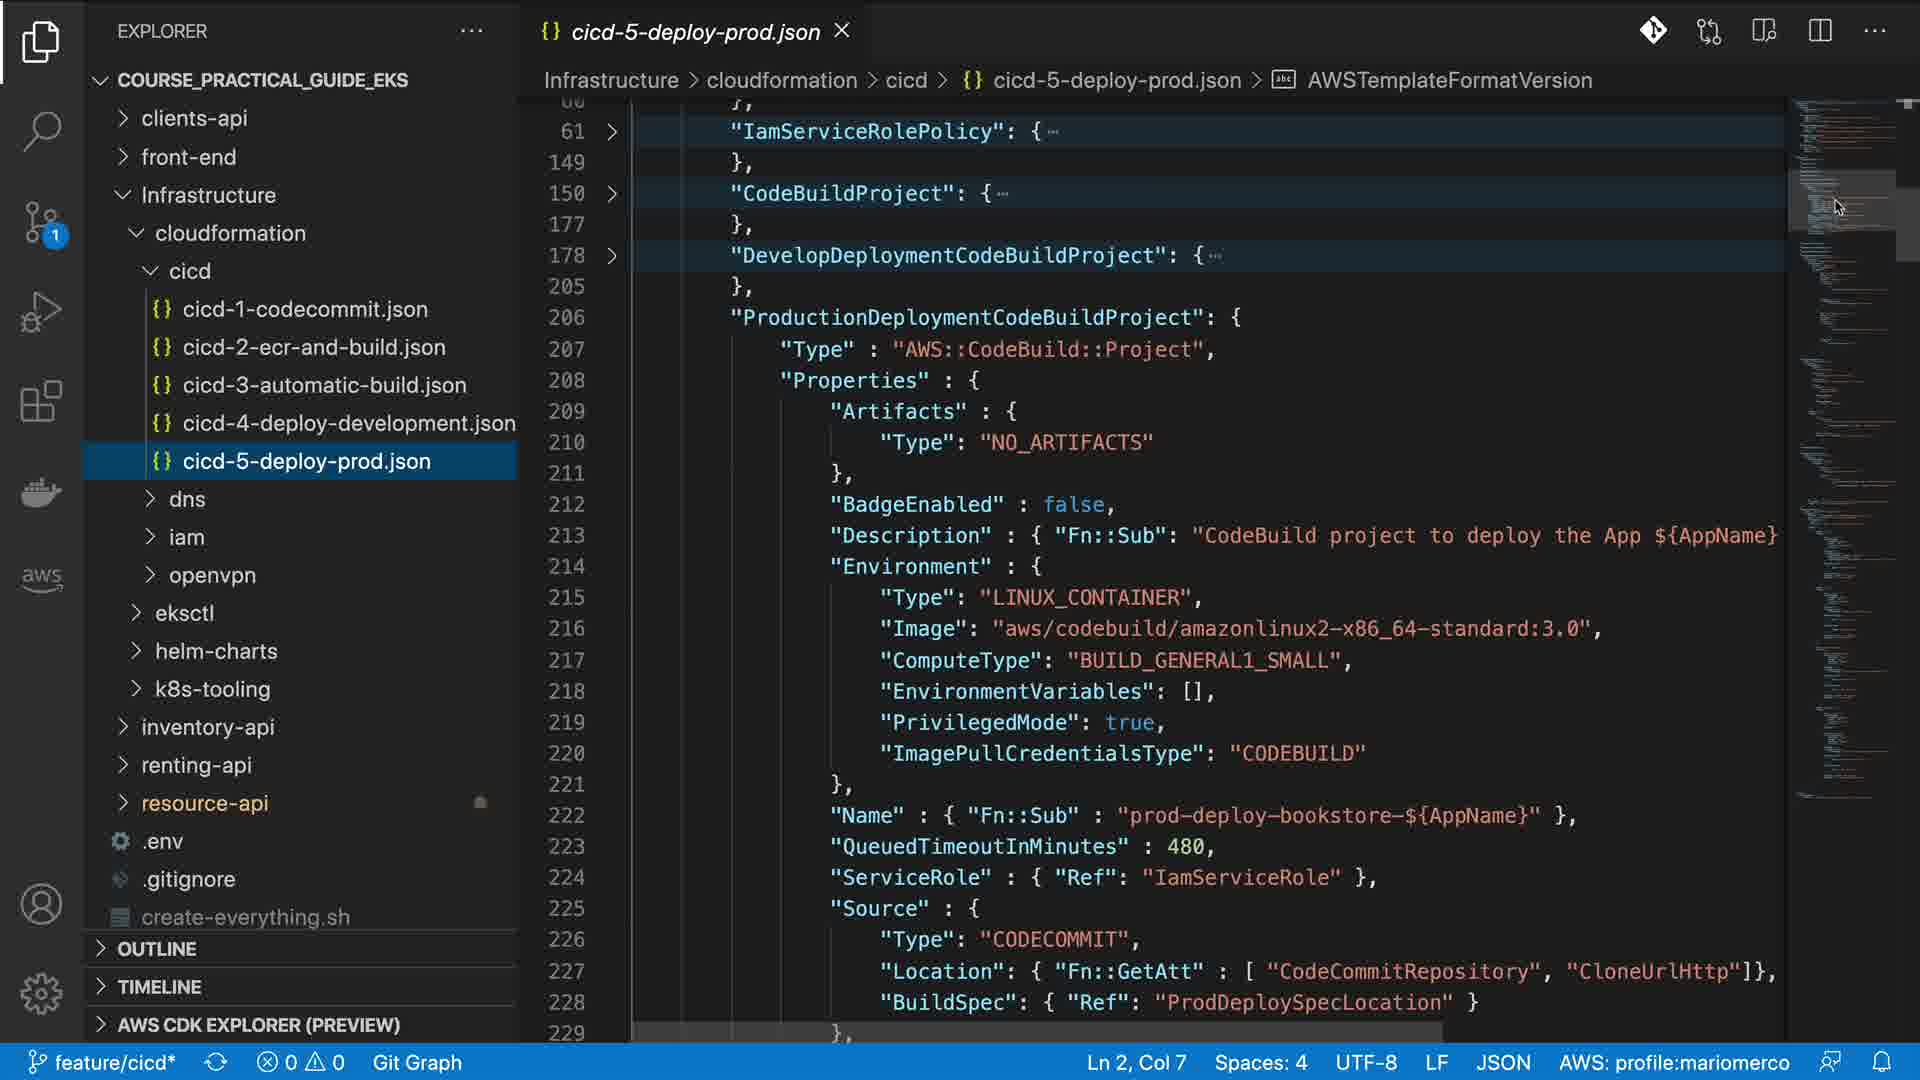 EXPLORER
COURSE_PRACTICAL_GUIDE_EKS
clients-api
front-end
Infrastructure
cloudformation
cicd
{} cicd-1-codecommit.json
{} cicd-2-ecr-and-build.json
{} cicd-3-automatic-build.json
{} cicd-4-deploy-development.json
{} cicd-5-deploy-prod.json
dns
iam
openvpn
eksctl
helm-charts
k8s-tooling
inventory-api
renting-api
resource-api
.env
.gitignore
create-everything.sh
OUTLINE
TIMELINE
AWS CDK EXPLORER (PREVIEW)
1
aws
{} cicd-5-deploy-prod.json
Infrastructure > cloudformation > cicd > {} cicd-5-deploy-prod.json > abc AWSTemplateFormatVersion
60 },
61 > "IamServiceRolePolicy": {…
149 },
150 > "CodeBuildProject": {…
177 },
178 > "DevelopDeploymentCodeBuildProject": {…
205 },
206 "ProductionDeploymentCodeBuildProject": {
207 "Type" : "AWS::CodeBuild::Project",
208 "Properties" : {
209 "Artifacts" : {
210 "Type": "NO_ARTIFACTS"
211 },
212 "BadgeEnabled" : false,
213 "Description" : { "Fn::Sub": "CodeBuild project to deploy the App ${AppName}
214 "Environment" : {
215 "Type": "LINUX_CONTAINER",
216 "Image": "aws/codebuild/amazonlinux2-x86_64-standard:3.0",
217 "ComputeType": "BUILD_GENERAL1_SMALL",
218 "EnvironmentVariables": [],
219 "PrivilegedMode": true,
220 "ImagePullCredentialsType": "CODEBUILD"
221 },
222 "Name" : { "Fn::Sub" : "prod-deploy-bookstore-${AppName}" },
223 "QueuedTimeoutInMinutes" : 480,
224 "ServiceRole" : { "Ref": "IamServiceRole" },
225 "Source" : {
226 "Type": "CODECOMMIT",
227 "Location": { "Fn::GetAtt" : [ "CodeCommitRepository", "CloneUrlHttp"]},
228 "BuildSpec": { "Ref": "ProdDeploySpecLocation" }
229 },
feature/cicd* 0 0 Git Graph Ln 2, Col 7 Spaces: 4 UTF-8 LF JSON AWS: profile:mariomerco